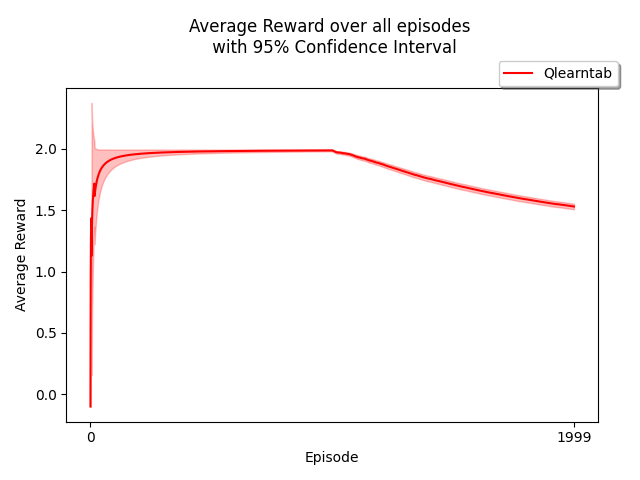 Average Reward over all episodes
with 95% Confidence Interval
Qlearntab
2.0
1.5
1.0
0.5
0.0
Average Reward
0
1999
Episode